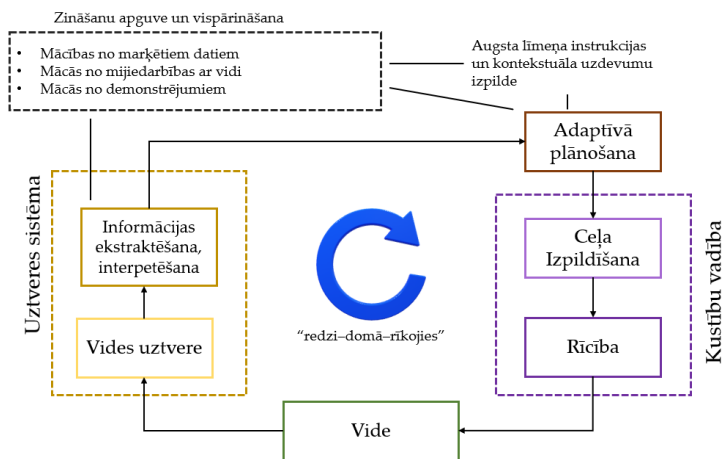 Zināšanu apguve un vispārināšana
• Mācības no marķētiem datiem
• Mācās no mijiedarbības ar vidi
• Mācās no demonstrējumiem
Augsta līmeņa instrukcijas
un kontekstuāla uzdevumu
izpilde
Adaptīvā
plānošana
Uztveres sistēma
Informācijas
ekstraktēšana,
interpetēšana
Vides uztvere
“redzi–domā–rīkojies”
Ceļa
Izpildīšana
Rīcība
Kustību vadība
Vide